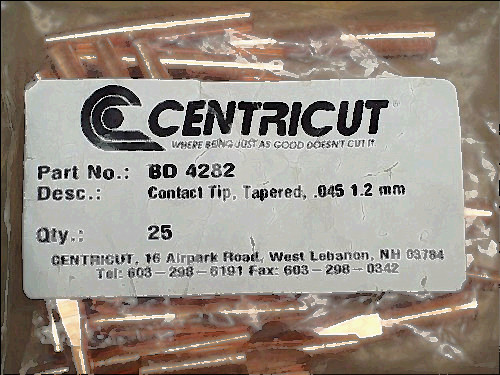 CENTRICUT
WHERE BEING JUST AS GOOD DOESN'T CUT IT
Part No.: BD 4282
Desc.: Contact Tip, Tapered, .045 1.2 mm
Qty.: 25
CENTRICUT, 16 Airpark Road, West Lebanon, NH 03784
Tel: 603-298-6191 Fax: 603-298-0342